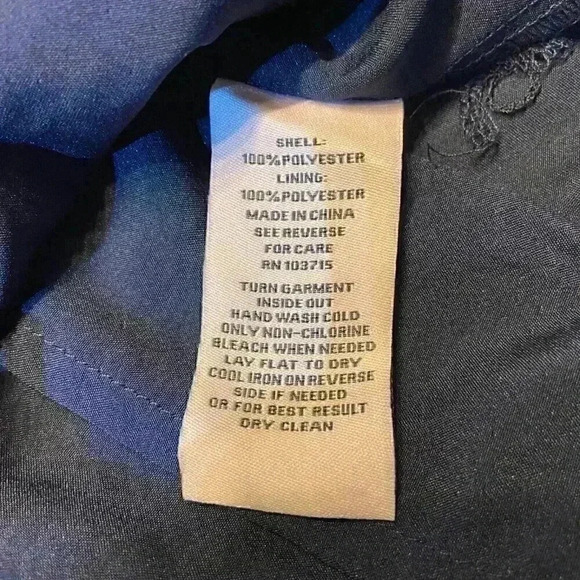 SHELL:
100%POLYESTER
LINING:
100%POLYESTER
MADE IN CHINA
SEE REVERSE
FOR CARE
RN 103715
TURN GARMENT
INSIDE OUT
HAND WASH COLD
ONLY NON-CHLORINE
BLEACH WHEN NEEDED
LAY FLAT TO DRY
COOL IRON ON REVERSE
SIDE IF NEEDED
OR FOR BEST RESULT
DRY CLEAN